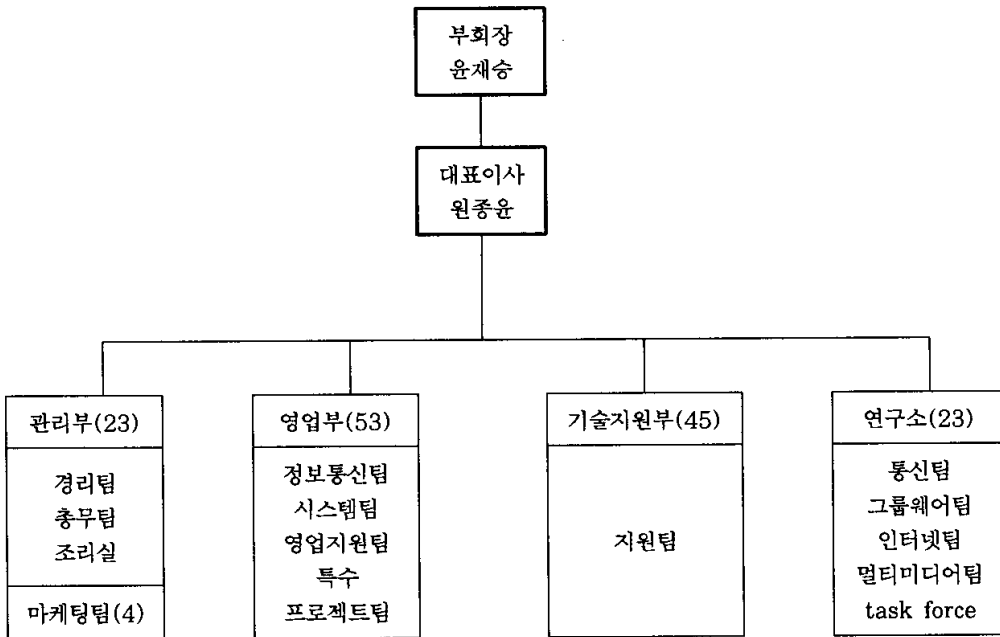 부회장
윤재승
대표이사
원종윤
관리부(23)
경리팀
총무팀
조리실
마케팅팀(4)
영업부(53)
정보통신팀
시스템팀
영업지원팀
특수
프로젝트팀
기술지원부(45)
지원팀
연구소(23)
통신팀
그룹웨어팀
인터넷팀
멀티미디어팀
task force